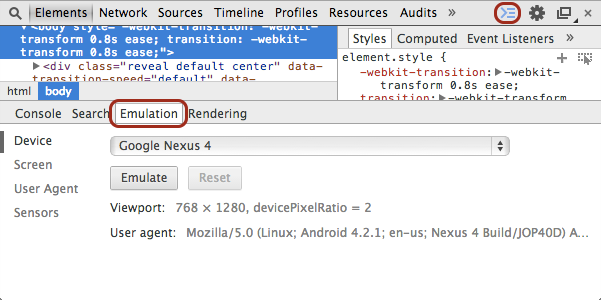 Elements Network Sources Timeline Profiles Resources Audits »
▼<body style=" -webkit-transition: -webkit-
transform 0.8s ease; transition: -webkit-
transform 0.8s ease;">
▶<div class="reveal default center" data-
transition-speed="default" data-
html body
Styles Computed Event Listeners »
element.style {
-webkit-transition:▶-webkit-
transform 0.8s ease;
transition:▶-webkit-transform
Console Search Emulation Rendering
Device
Screen
User Agent
Sensors
Google Nexus 4
Emulate Reset
Viewport: 768 × 1280, devicePixelRatio = 2
User agent: Mozilla/5.0 (Linux; Android 4.2.1; en-us; Nexus 4 Build/JOP40D) A...